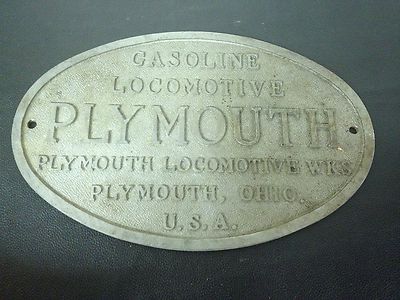 GASOLINE
LOCOMOTIVE
PLYMOUTH
PLYMOUTH LOCOMOTIVE WKS
PLYMOUTH, OHIO.
U.S.A.